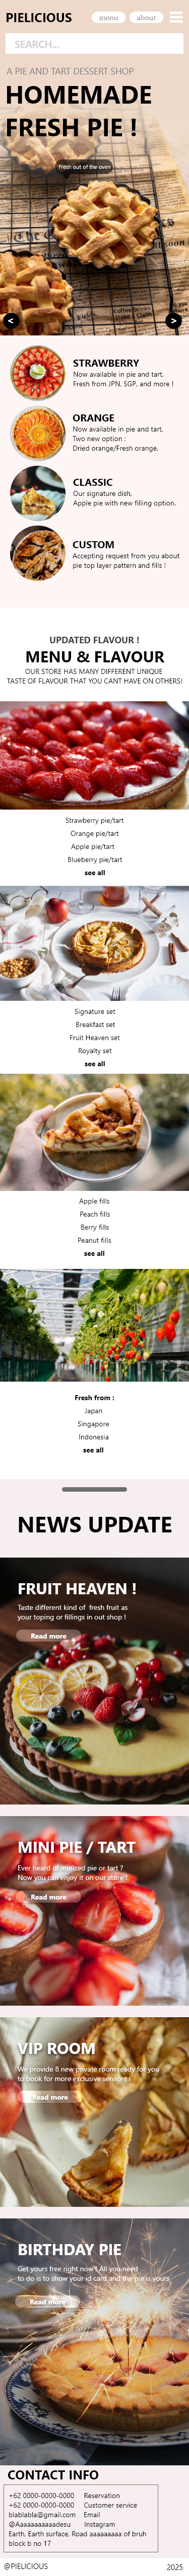 PIELICIOUS
menu
about
SEARCH...
A PIE AND TART DESSERT SHOP
HOMEMADE
FRESH PIE !
Fresh out of the oven
<
>
STRAWBERRY
Now available in pie and tart,
Fresh from JPN, SGP, and more !
ORANGE
Now available in pie and tart.
Two new option :
Dried orange/Fresh orange.
CLASSIC
Our signature dish,
Apple pie with new filling option.
CUSTOM
Accepting request from you about
pie top layer pattern and fills !
UPDATED FLAVOUR !
MENU & FLAVOUR
OUR STORE HAS MANY DIFFERENT UNIQUE
TASTE OF FLAVOUR THAT YOU CANT HAVE ON OTHERS!
Strawberry pie/tart
Orange pie/tart
Apple pie/tart
Blueberry pie/tart
see all
Signature set
Breakfast set
Fruit Heaven set
Royalty set
see all
Apple fills
Peach fills
Berry fills
Peanut fills
see all
Fresh from :
Japan
Singapore
Indonesia
see all
NEWS UPDATE
FRUIT HEAVEN !
Taste different kind of fresh fruit as
your toping or fillings in out shop !
Read more
MINI PIE / TART
Ever heard of minized pie or tart ?
Now you can enjoy it on our store !
Read more
VIP ROOM
We provide 8 new private room ready for you
to book for more exclusive service !
Read more
BIRTHDAY PIE
Get yours free right now!! All you need
to do is to show your id card and the pie is yours
Read more
CONTACT INFO
+62 0000-0000-0000 Reservation
+62 0000-0000-0000 Customer service
blablabla@gmail.com Email
@Aaaaaaaaaadesu Instagram
Earth, Earth surface, Road aaaaaaaa of bruh
block b no 17
@PIELICIOUS
2025